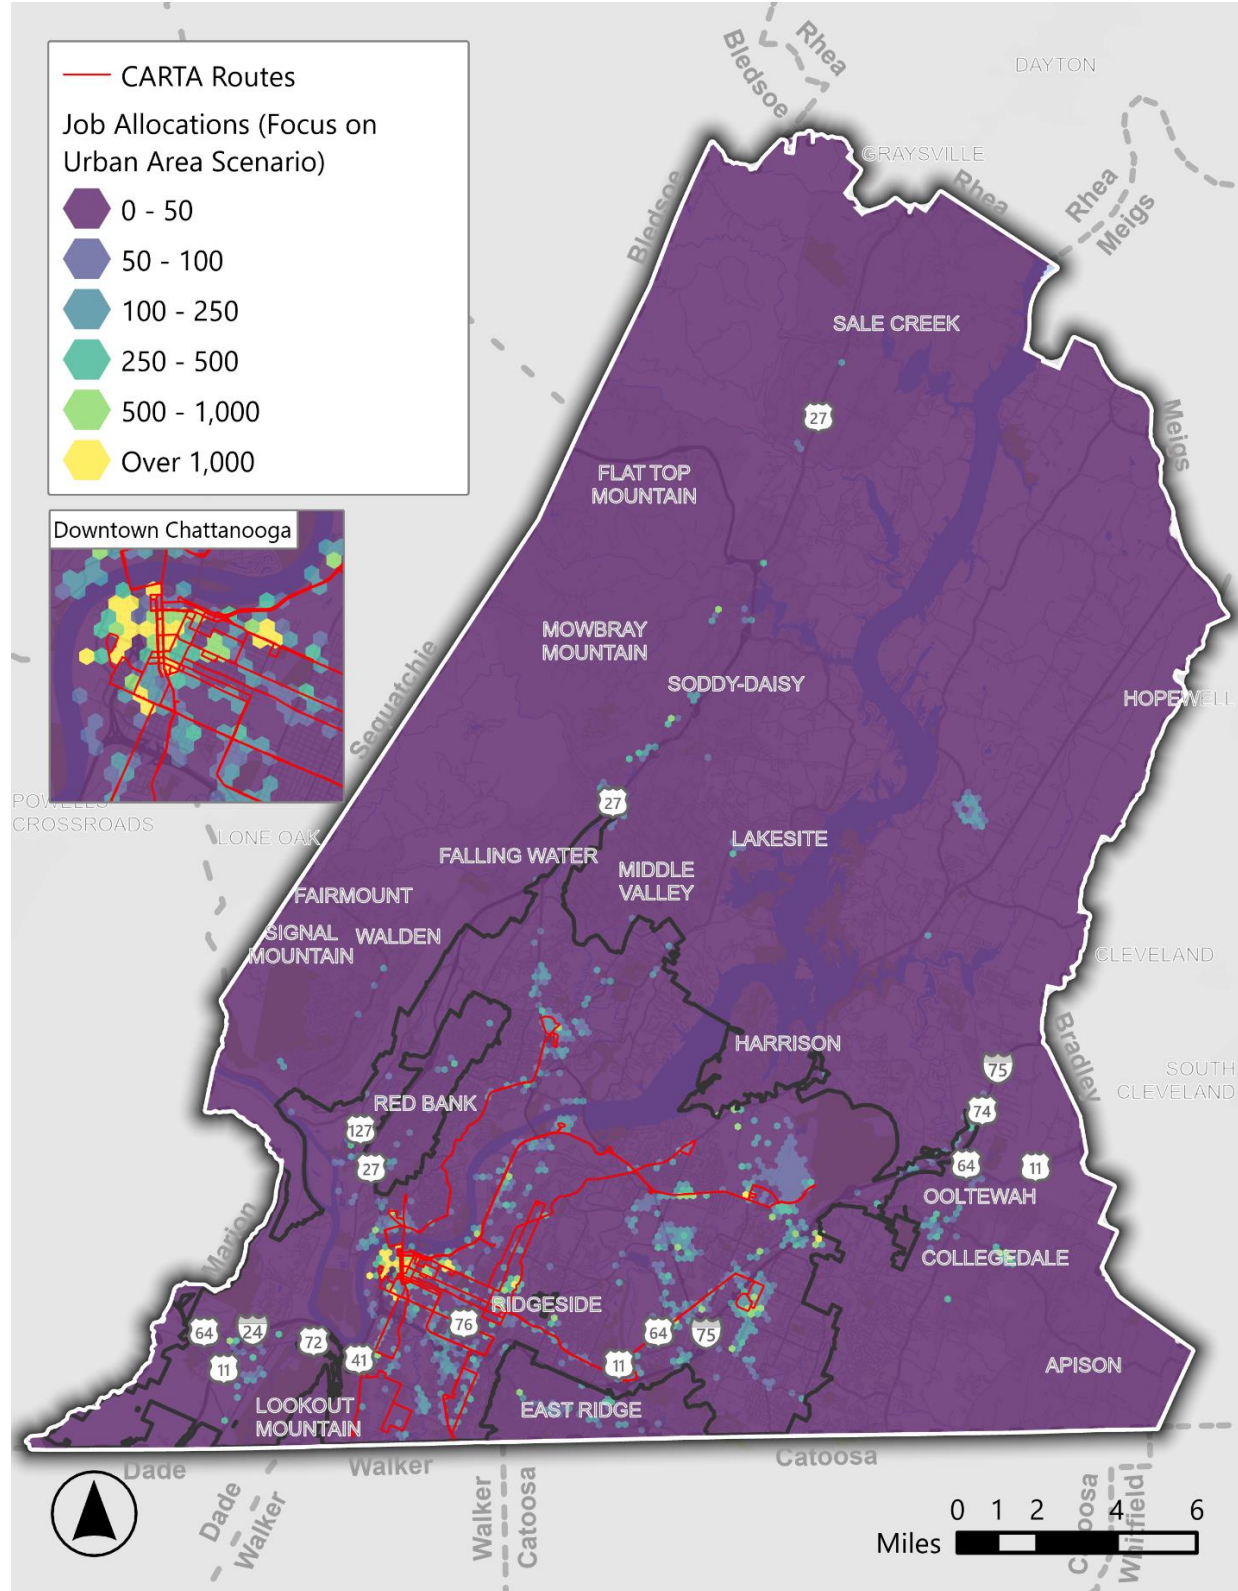 CARTA Routes
Job Allocations (Focus on
Urban Area Scenario)
0 - 50
50 - 100
100 - 250
250 - 500
500 - 1,000
Over 1,000
Downtown Chattanooga
Rhea
Bledsoe
DAYTON
GRAYSVILLE
Rhea
Rhea
Meigs
Bledsoe
SALE CREEK
27
Meigs
FLAT TOP
MOUNTAIN
MOWBRAY
MOUNTAIN
SODDY-DAISY
HOPEWELL
Sequatchie
POWELLS
CROSSROADS
LONE OAK
27
LAKESITE
FALLING WATER
MIDDLE
VALLEY
FAIRMOUNT
SIGNAL
MOUNTAIN
WALDEN
CLEVELAND
HARRISON
Bradley
SOUTH
CLEVELAND
75
74
RED BANK
127
27
64
11
OOLTEWAH
COLLEGEDALE
Marion
RIDGESIDE
64
24
72
76
64
75
11
41
11
APISON
LOOKOUT
MOUNTAIN
EAST RIDGE
Dade
Walker
Catoosa
Dade
Walker
Walker
Catoosa
Catoosa
Whitfield
0 1 2 4 6
Miles